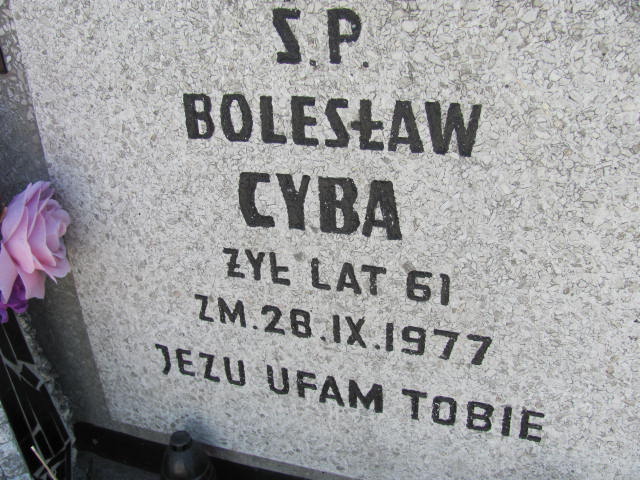 Ś.P.
BOLESŁAW
CYBA
ŻYŁ LAT 61
ZM. 28.IX.1977
JEZU UFAM TOBIE